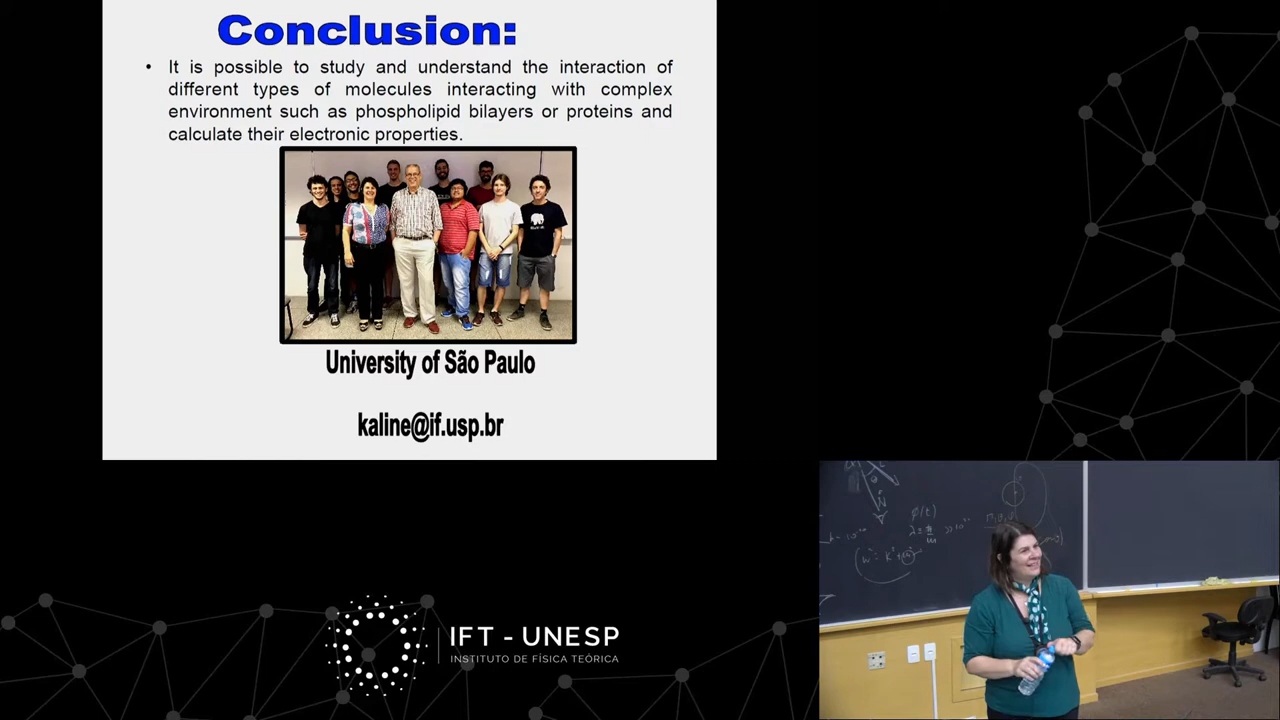 Conclusion:
• It is possible to study and understand the interaction of
different types of molecules interacting with complex
environment such as phospholipid bilayers or proteins and
calculate their electronic properties.
University of São Paulo
kaline@if.usp.br
IFT - UNESP
INSTITUTO DE FÍSICA TEÓRICA